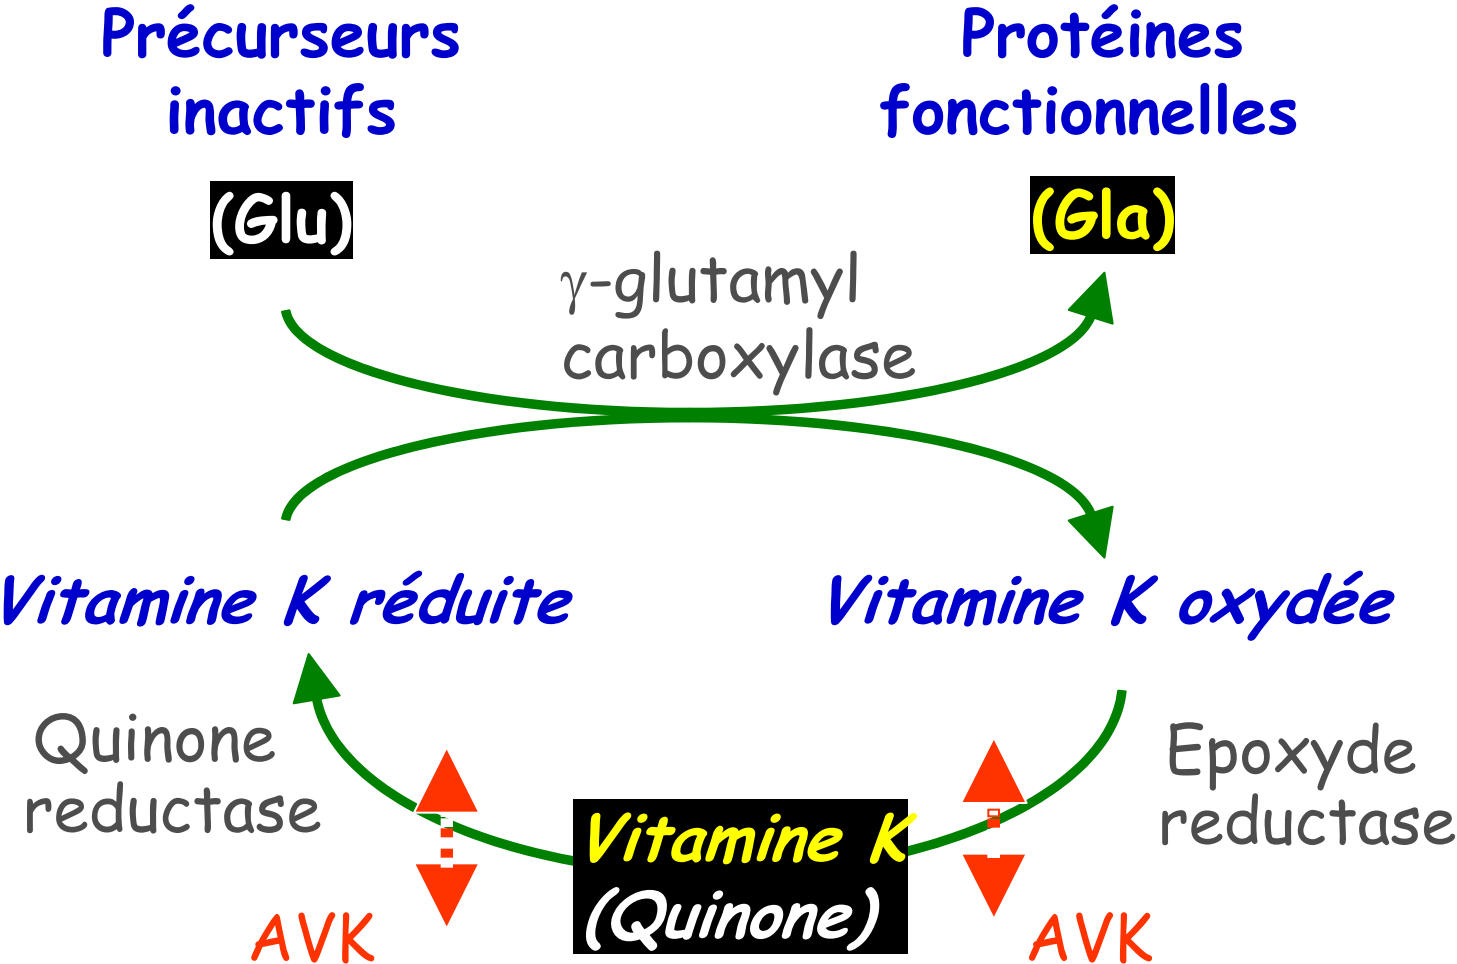 Précurseurs
inactifs
(Glu)
Protéines
fonctionnelles
(Gla)
γ-glutamyl
carboxylase
Vitamine K réduite
Vitamine K oxydée
Quinone
reductase
Epoxyde
reductase
Vitamine K
(Quinone)
AVK
AVK